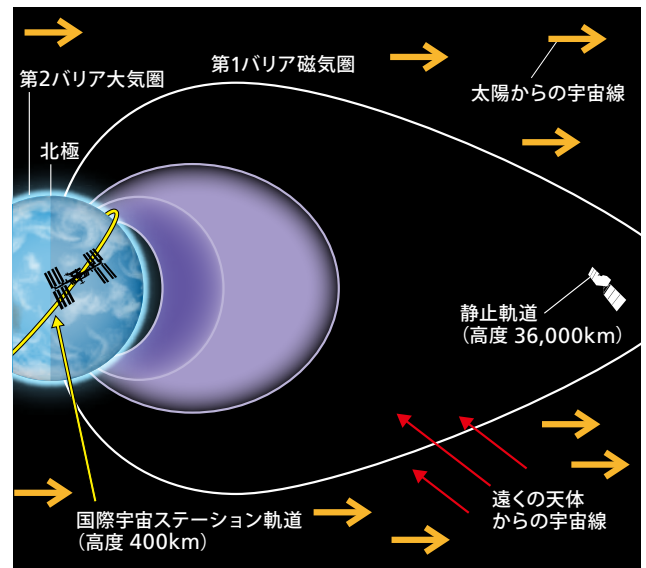 第1バリア磁気圏
第2バリア大気圏
太陽からの宇宙線
北極
静止軌道
（高度 36,000km）
遠くの天体
からの宇宙線
国際宇宙ステーション軌道
（高度 400km）